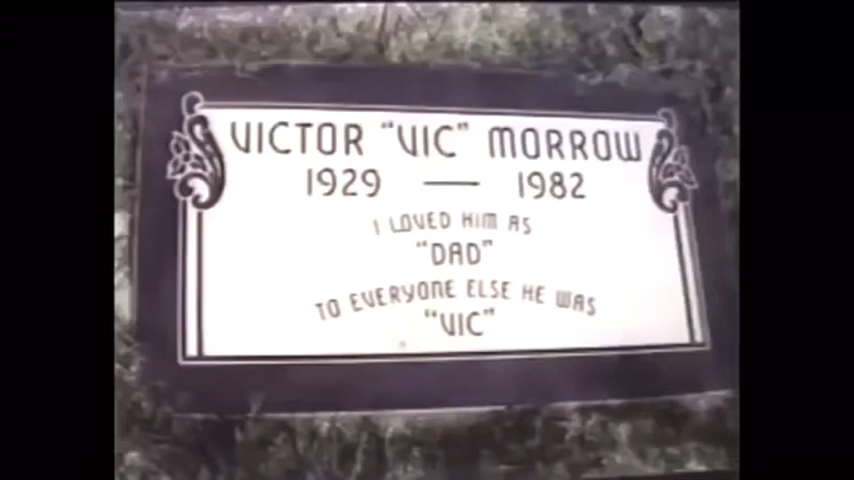 VICTOR "VIC" MORROW
1929 — 1982
I LOVED HIM AS
"DAD"
TO EVERYONE ELSE HE WAS
"VIC"